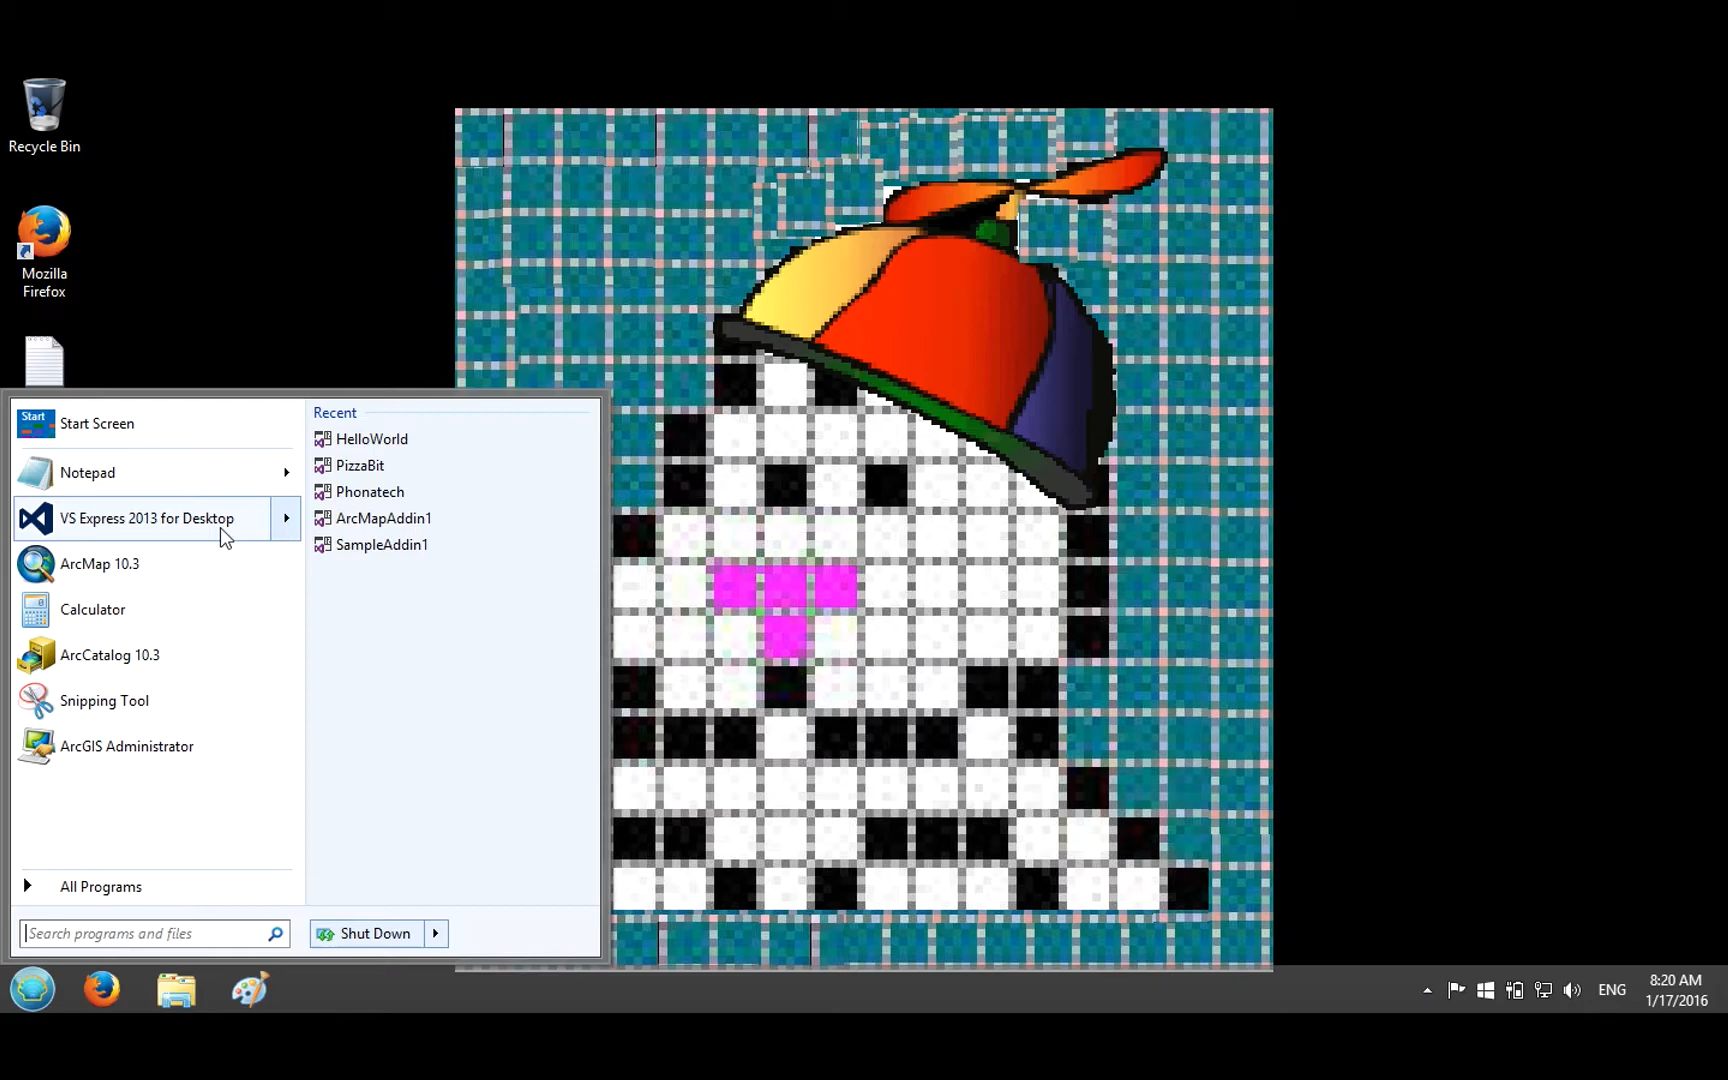 Recycle Bin
Mozilla
Firefox
Start
Start Screen
Notepad
VS Express 2013 for Desktop
ArcMap 10.3
Calculator
ArcCatalog 10.3
Snipping Tool
ArcGIS Administrator
All Programs
Search programs and files
Recent
HelloWorld
PizzaBit
Phonatech
ArcMapAddin1
SampleAddin1
Shut Down
ENG
8:20 AM
1/17/2016